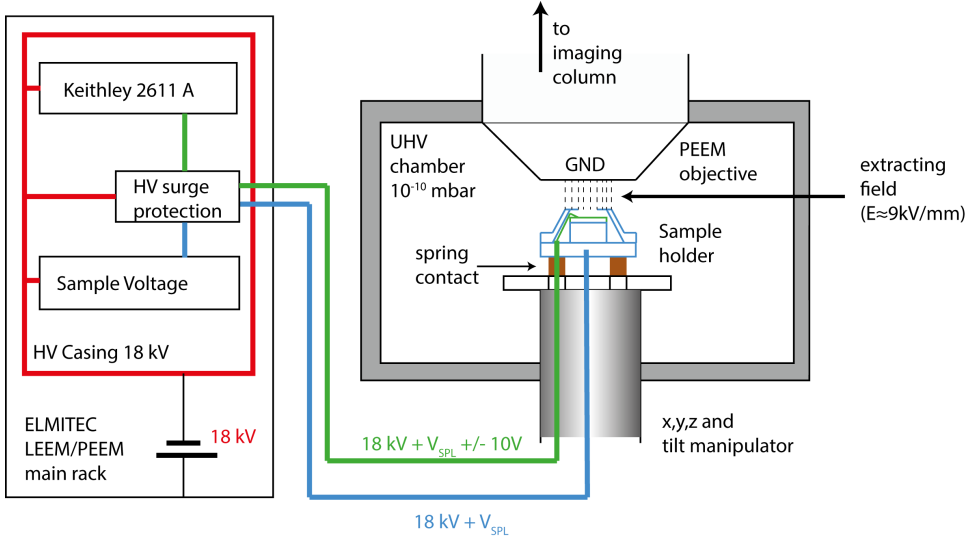 Keithley 2611 A
HV surge
protection
Sample Voltage
HV Casing 18 kV
ELMITEC
LEEM/PEEM
main rack
18 kV
to
imaging
column
UHV
chamber
10⁻¹⁰ mbar
GND
PEEM
objective
extracting
field
(E≈9kV/mm)
Sample
holder
spring
contact
x,y,z and
tilt manipulator
18 kV + V_SPL +/- 10V
18 kV + V_SPL